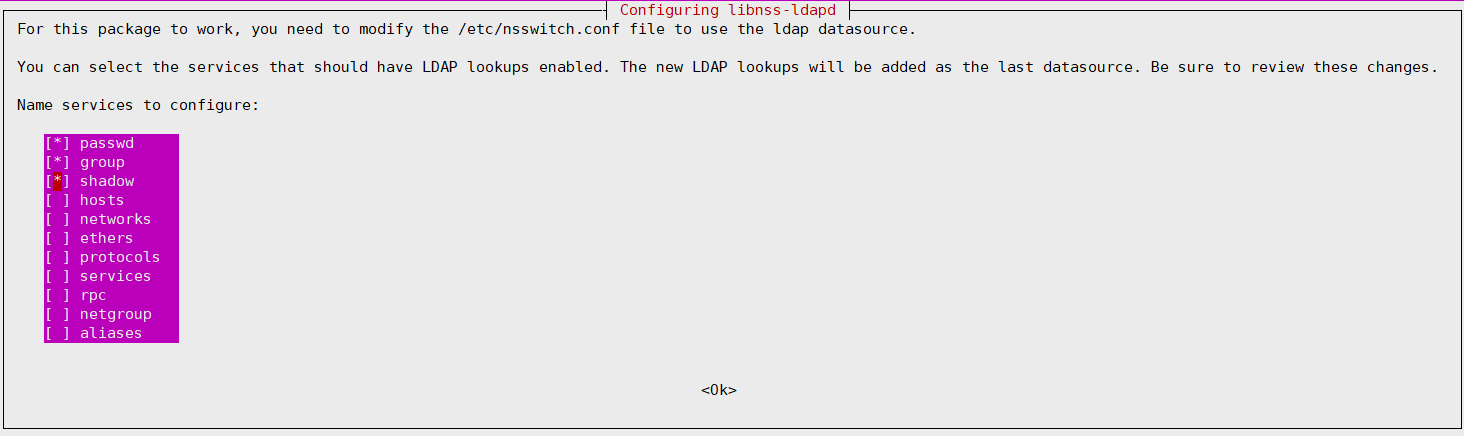 Configuring libnss-ldapd
For this package to work, you need to modify the /etc/nsswitch.conf file to use the ldap datasource.
You can select the services that should have LDAP lookups enabled. The new LDAP lookups will be added as the last datasource. Be sure to review these changes.
Name services to configure:
[*] passwd
[*] group
[*] shadow
[ ] hosts
[ ] networks
[ ] ethers
[ ] protocols
[ ] services
[ ] rpc
[ ] netgroup
[ ] aliases
<Ok>